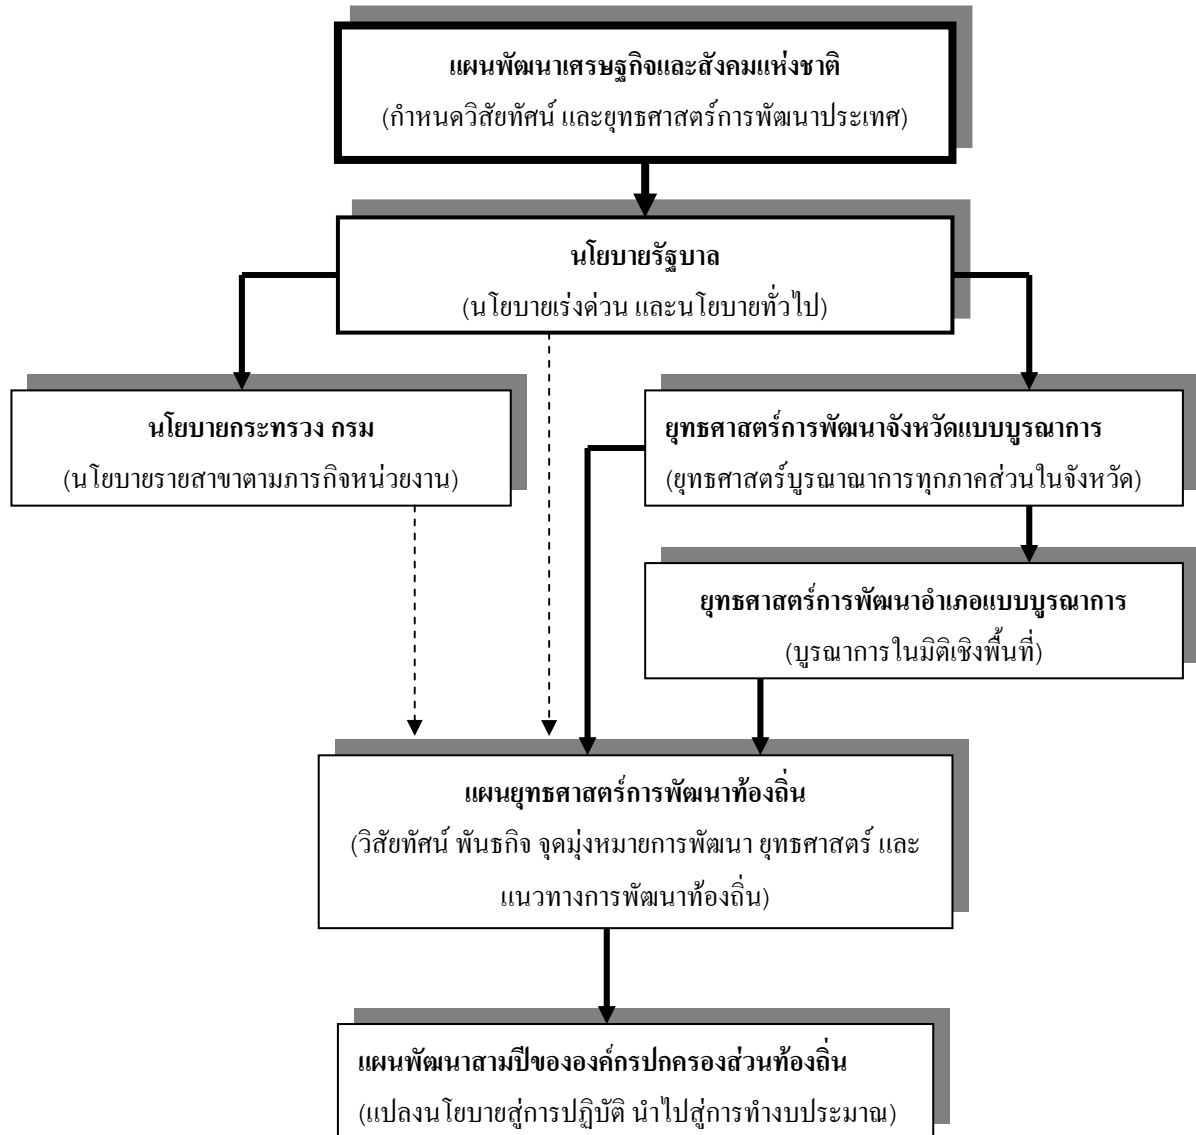 แผนพัฒนาเศรษฐกิจและสังคมแห่งชาติ
(กำหนดวิสัยทัศน์ และยุทธศาสตร์การพัฒนาประเทศ)
นโยบายรัฐบาล
(นโยบายเร่งด่วน และนโยบายทั่วไป)
นโยบายกระทรวง กรม
(นโยบายรายสาขาตามภารกิจหน่วยงาน)
ยุทธศาสตร์การพัฒนาจังหวัดแบบบูรณาการ
(ยุทธศาสตร์บูรณาณาการทุกภาคส่วนในจังหวัด)
ยุทธศาสตร์การพัฒนาอำเภอแบบบูรณาการ
(บูรณาการในมิติเชิงพื้นที่)
แผนยุทธศาสตร์การพัฒนาท้องถิ่น
(วิสัยทัศน์ พันธกิจ จุดมุ่งหมายการพัฒนา ยุทธศาสตร์ และ
แนวทางการพัฒนาท้องถิ่น)
แผนพัฒนาสามปีขององค์กรปกครองส่วนท้องถิ่น
(แปลงนโยบายสู่การปฏิบัติ นำไปสู่การทำงบประมาณ)